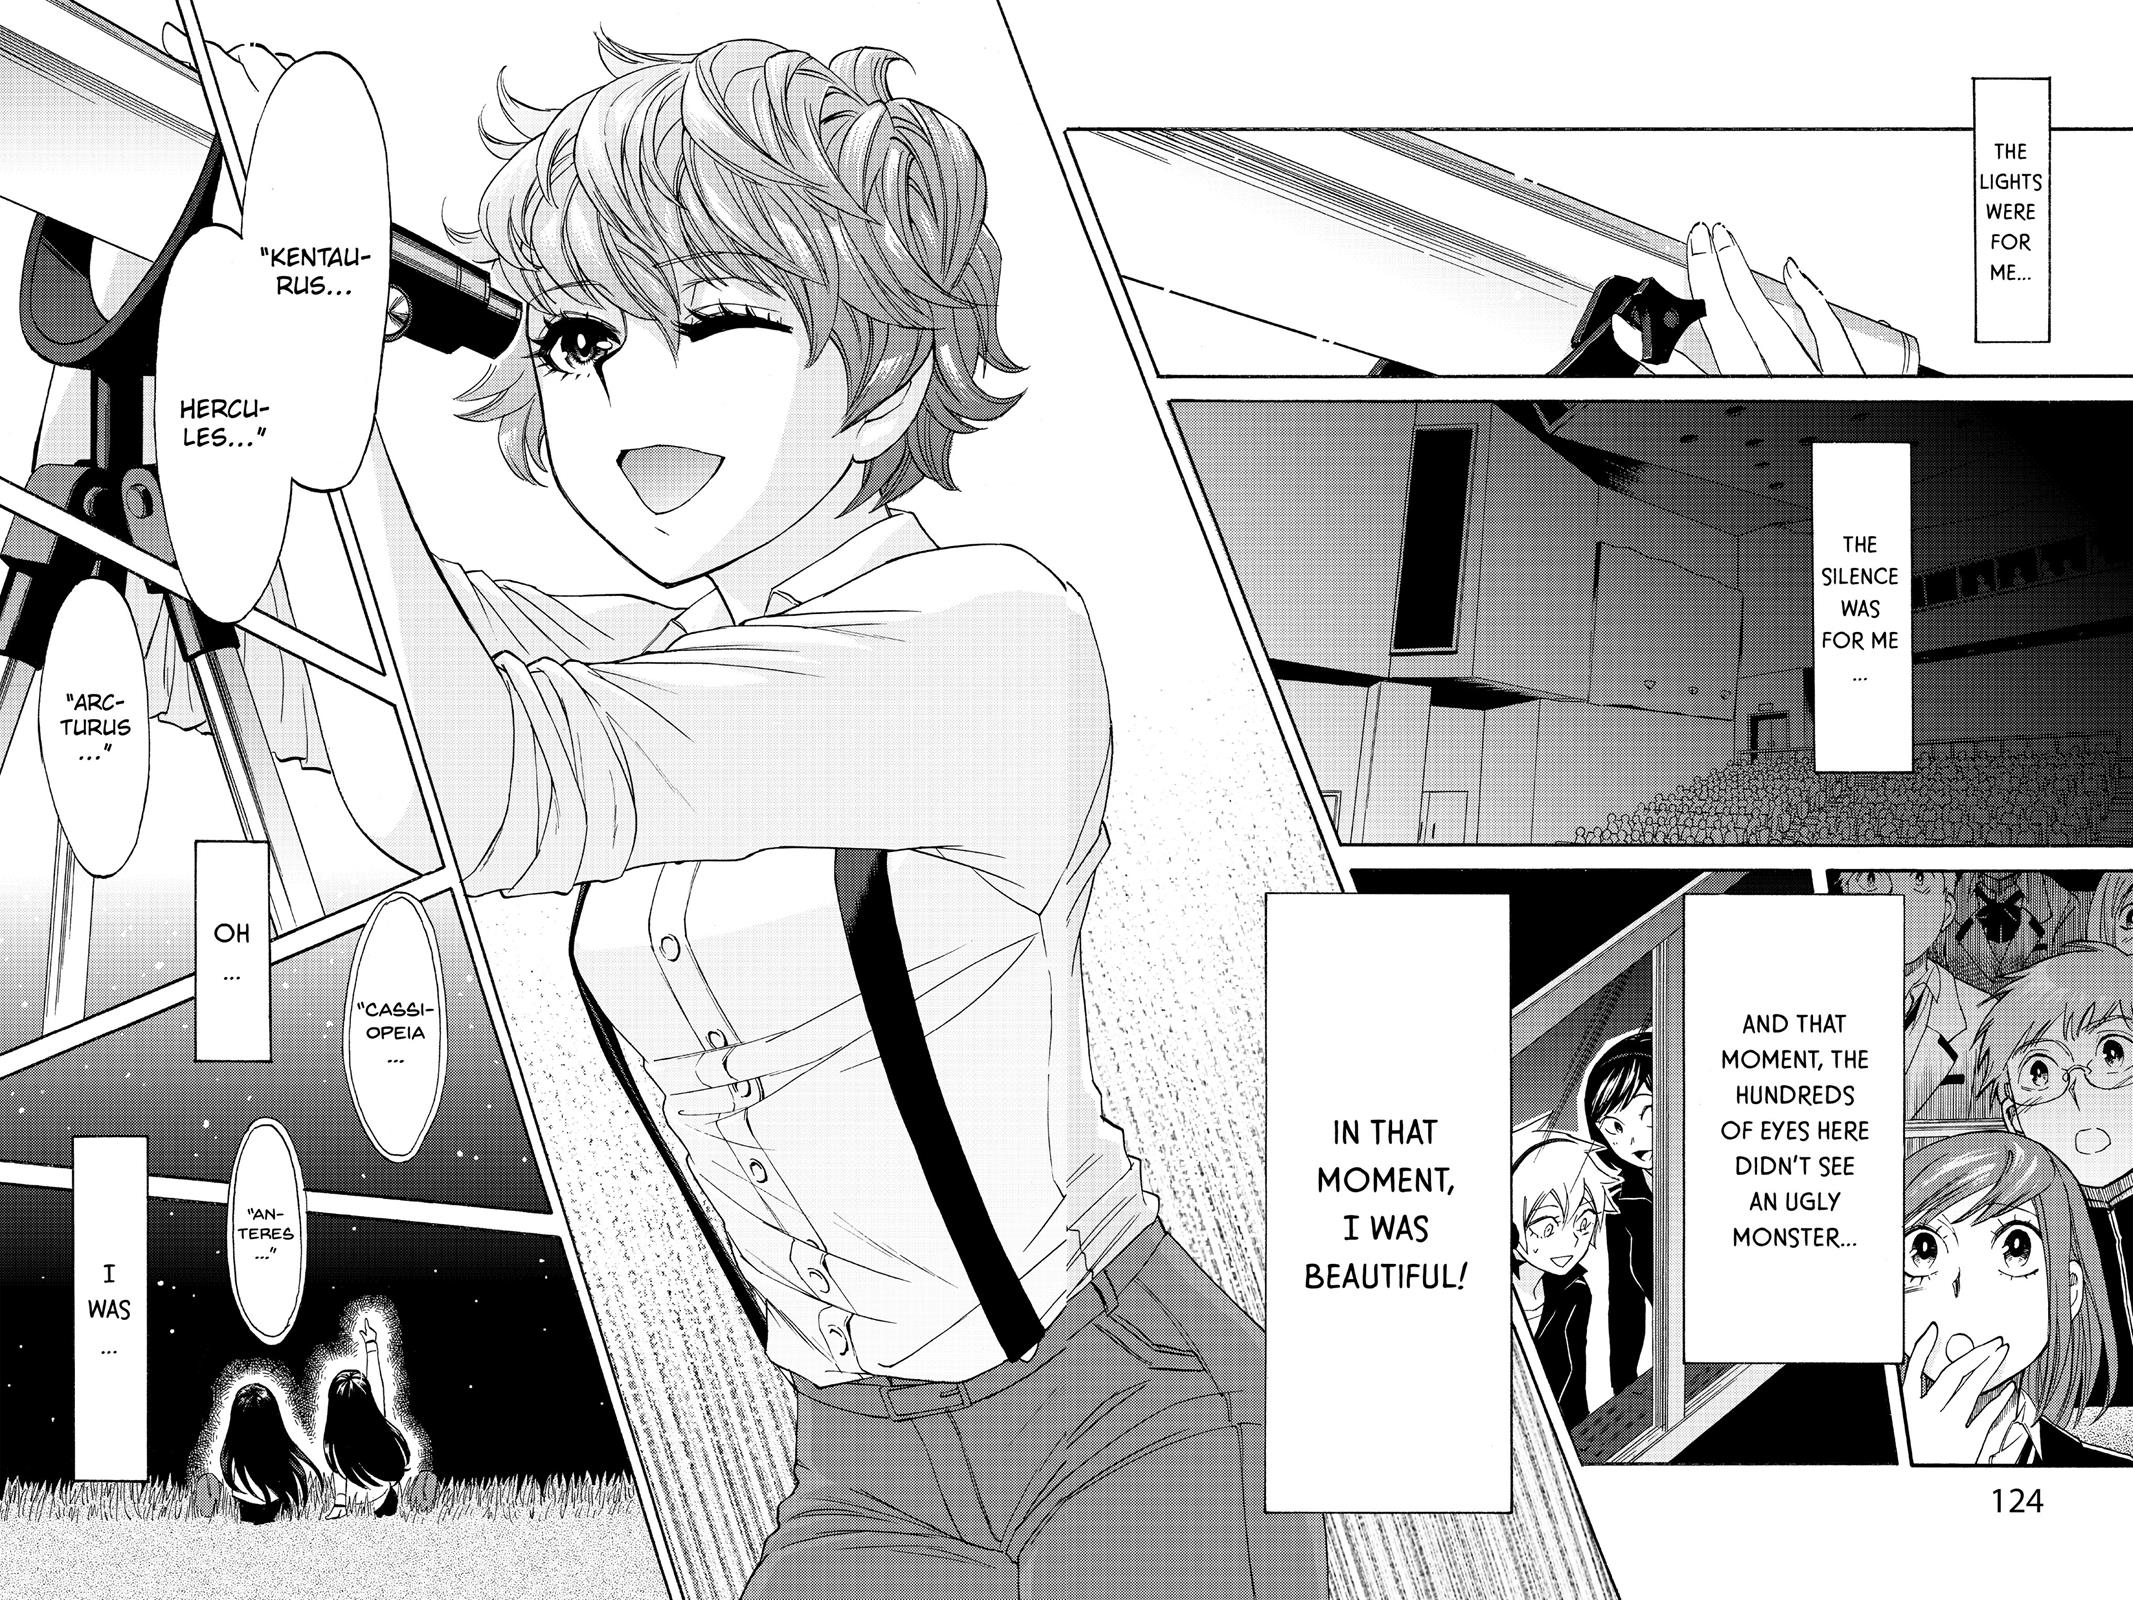 THE
LIGHTS
WERE
FOR
ME...
THE
SILENCE
WAS
FOR ME
...
AND THAT
MOMENT, THE
HUNDREDS
OF EYES HERE
DIDN'T SEE
AN UGLY
MONSTER...
IN THAT
MOMENT,
I WAS
BEAUTIFUL!
"KENTAU-
RUS...
HERCU-
LES..."
"ARC-
TURUS
..."
OH
...
"CASSI-
OPEIA
...
"AN-
TERES
..."
I
WAS
...
124